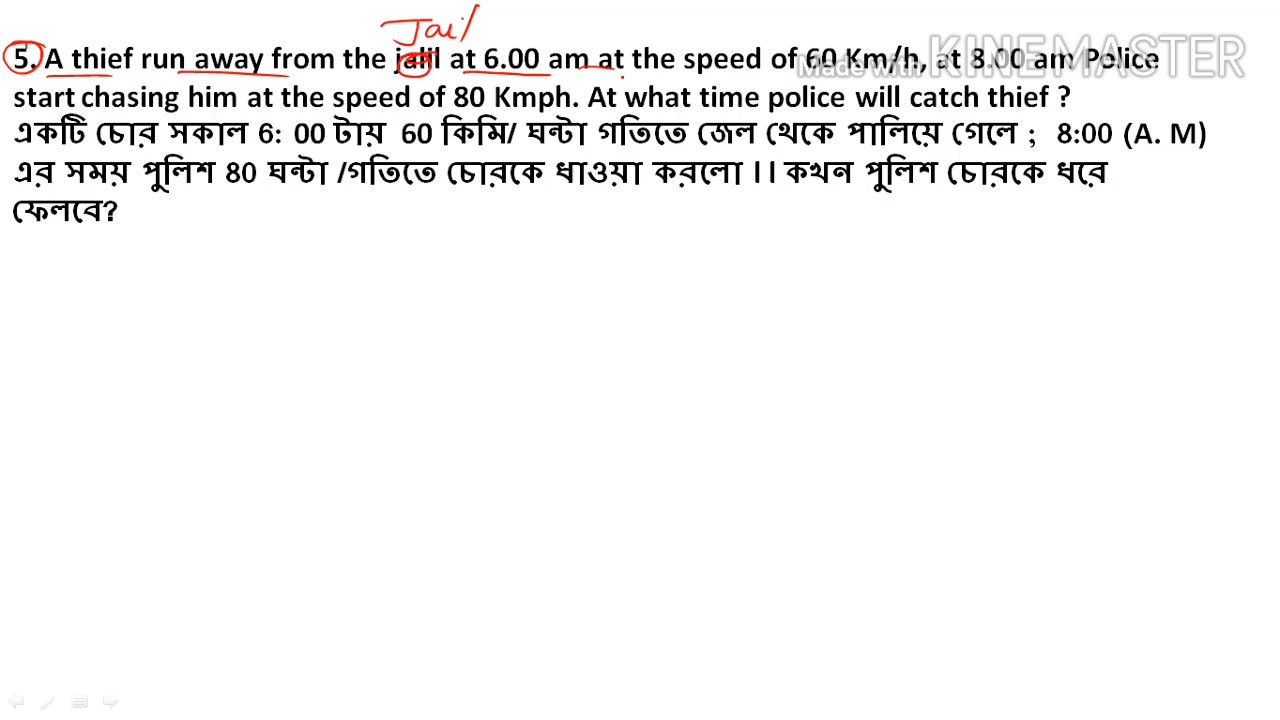 Jail
5. A thief run away from the jalil at 6.00 am at the speed of 60 Km/h, at 8.00 am Police
Made with KINEMASTER
start chasing him at the speed of 80 Kmph. At what time police will catch thief ?
একটি চোর সকাল 6: 00 টায় 60 কিমি/ ঘন্টা গতিতে জেল থেকে পালিয়ে গেলে ; 8:00 (A. M)
এর সময় পুলিশ 80 ঘন্টা /গতিতে চোরকে ধাওয়া করলো ।। কখন পুলিশ চোরকে ধরে
ফেলবে?